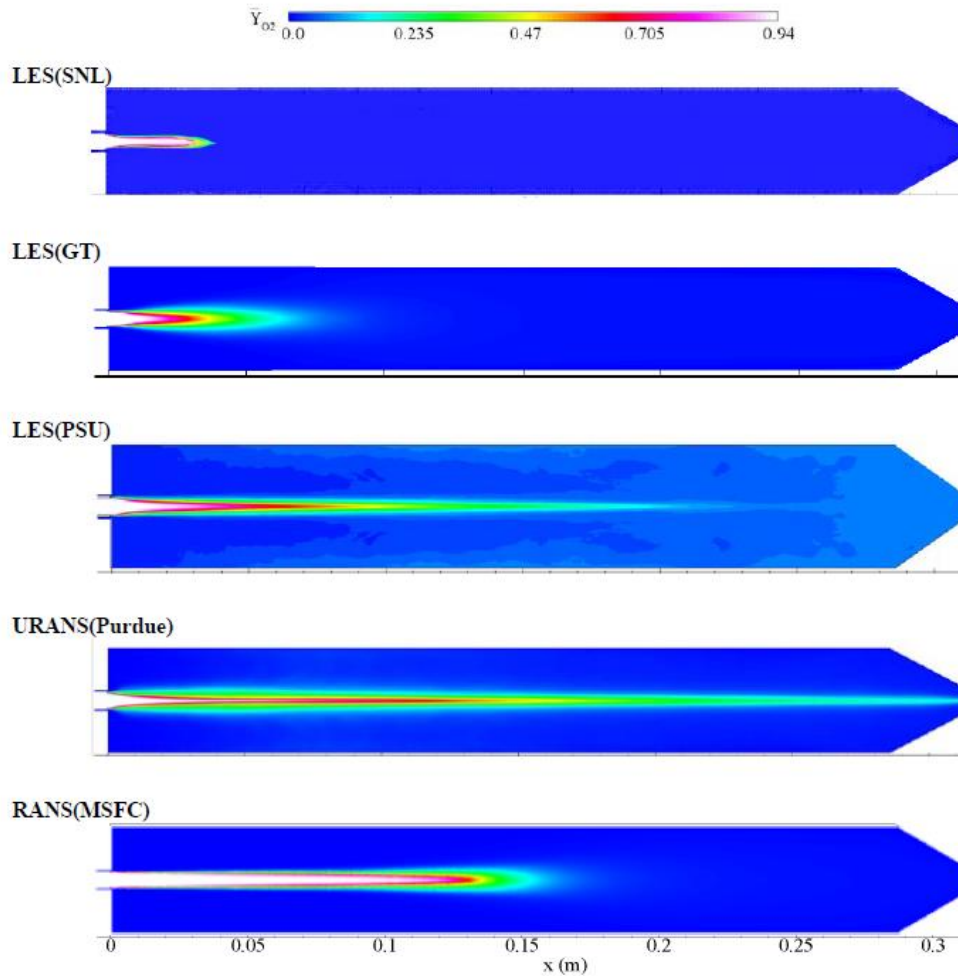 Y̅O2
0.0 0.235 0.47 0.705 0.94
LES(SNL)
LES(GT)
LES(PSU)
URANS(Purdue)
RANS(MSFC)
0 0.05 0.1 0.15 0.2 0.25 0.3
x (m)